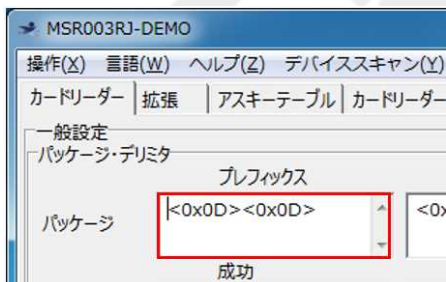 MSR003RJ-DEMO
操作(X) 言語(W) ヘルプ(Z) デバイススキャン(Y)
カードリーダー 拡張 アスキーテーブル カードリーダー
一般設定
パッケージ・デリミタ
プレフィックス
パッケージ <0x0D><0x0D> <0x
成功